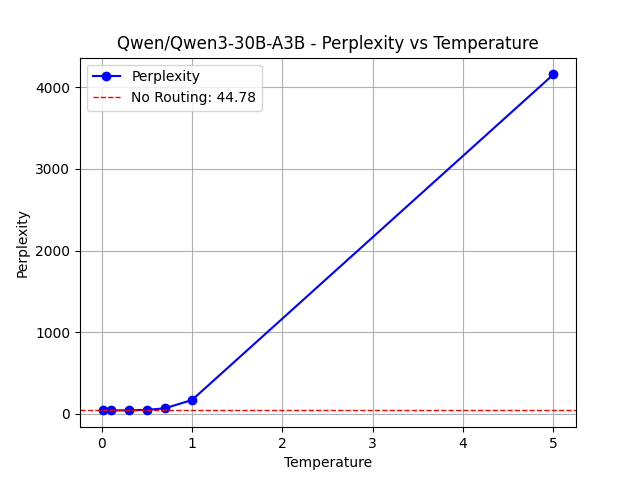 Qwen/Qwen3-30B-A3B - Perplexity vs Temperature
Perplexity
No Routing: 44.78
Perplexity
4000
3000
2000
1000
0
0 1 2 3 4 5
Temperature